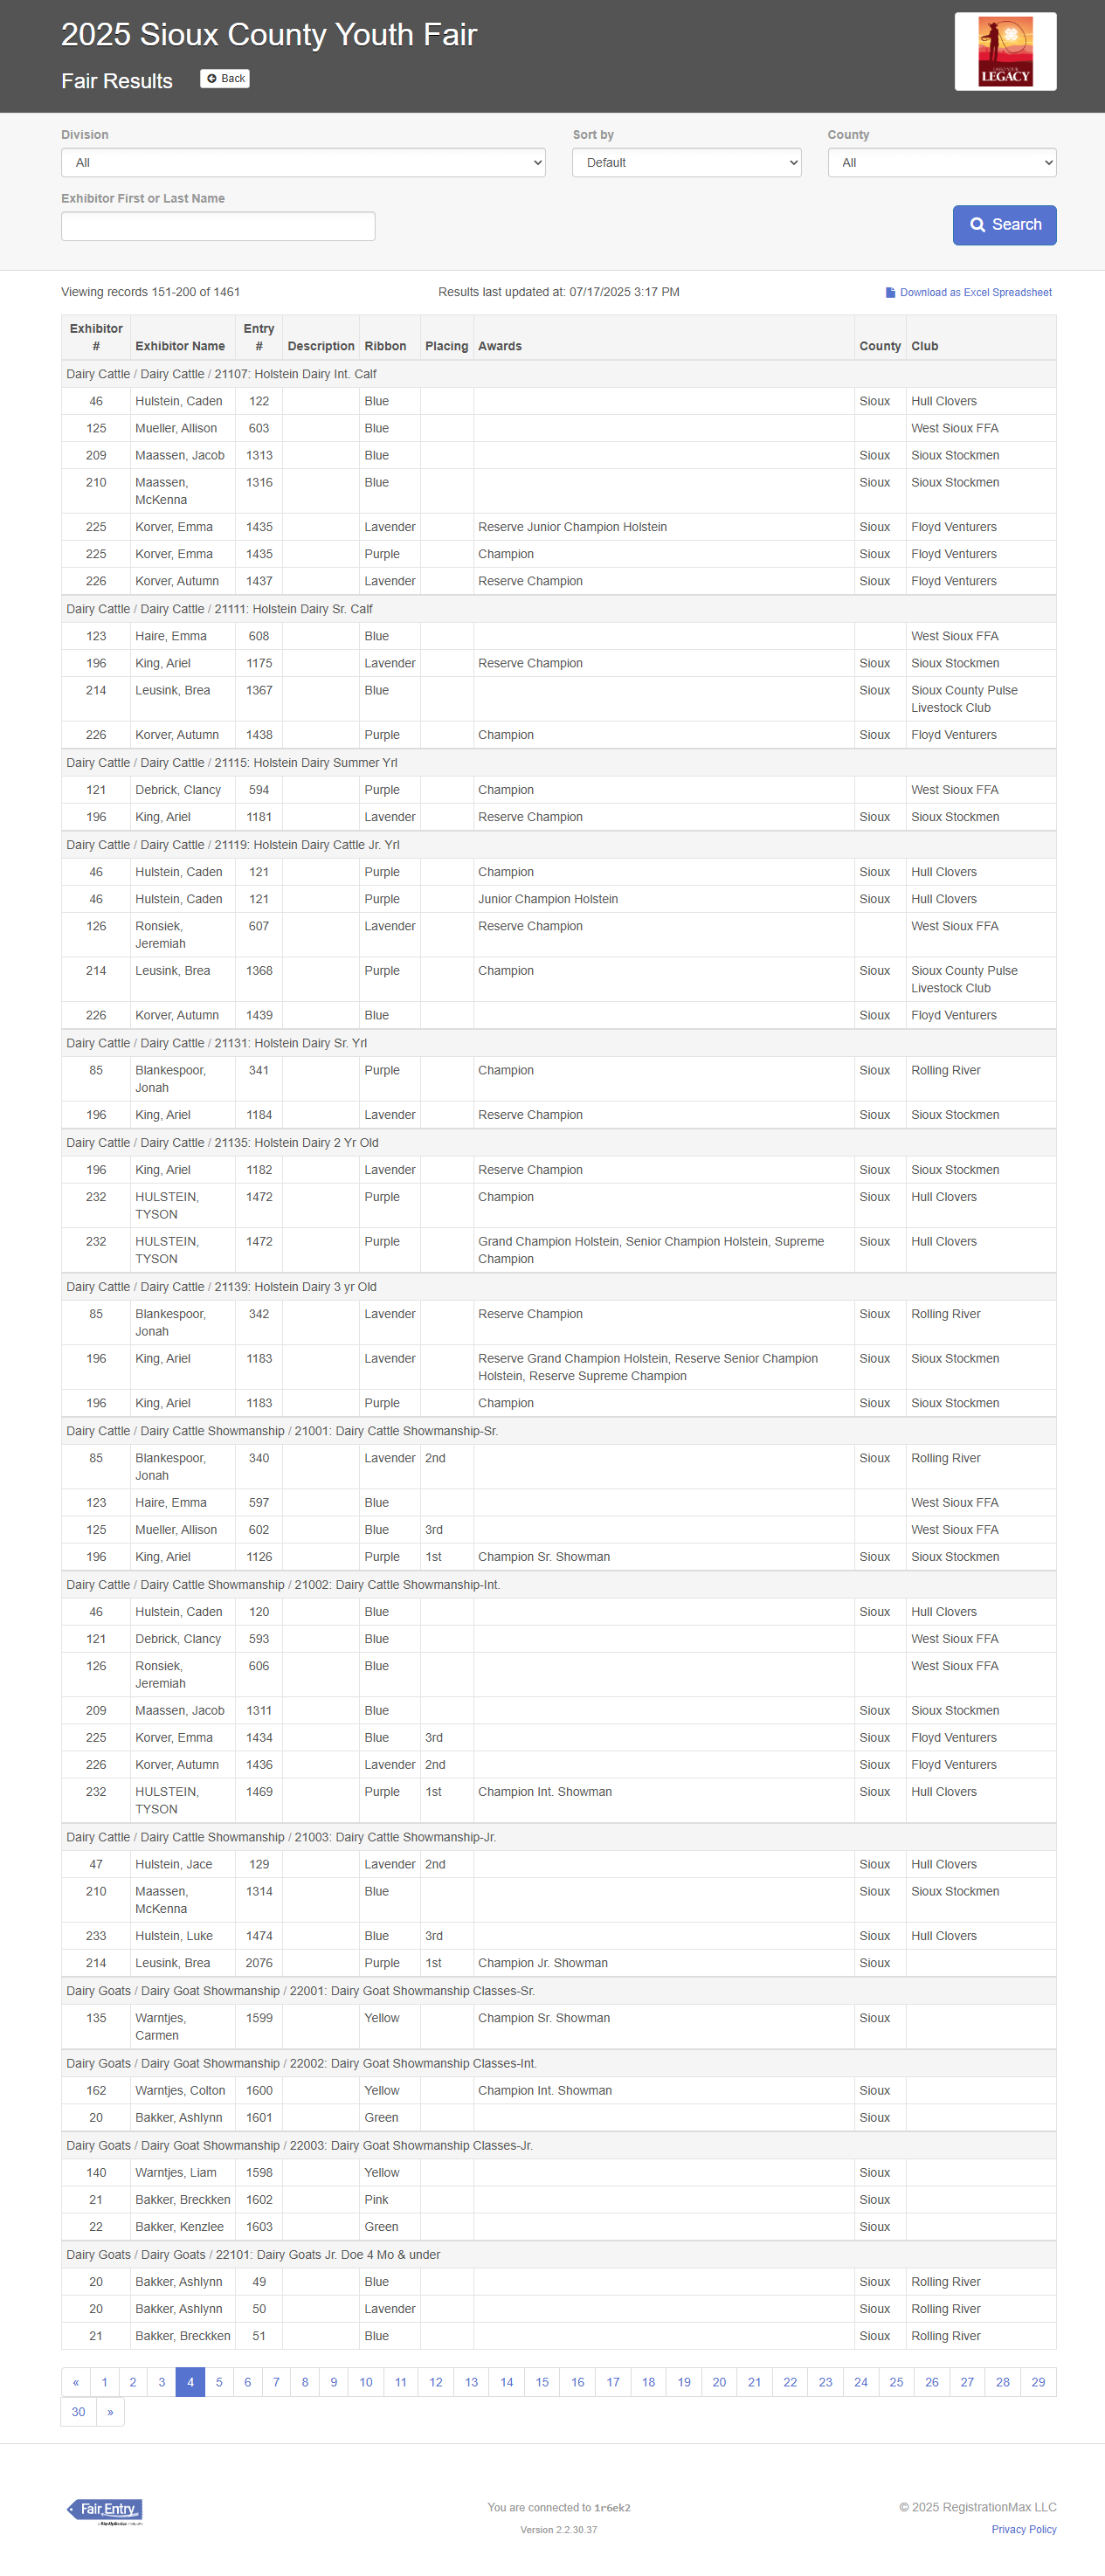 2025 Sioux County Youth Fair
Fair Results
Back
LEGACY
Division
Sort by
County
All
Default
All
Exhibitor First or Last Name
Search
Viewing records 151-200 of 1461
Results last updated at: 07/17/2025 3:17 PM
Download as Excel Spreadsheet
Exhibitor # Exhibitor Name Entry # Description Ribbon Placing Awards County Club
Dairy Cattle / Dairy Cattle / 21107: Holstein Dairy Int. Calf
46 Hulstein, Caden 122 Blue Sioux Hull Clovers
125 Mueller, Allison 603 Blue West Sioux FFA
209 Maassen, Jacob 1313 Blue Sioux Sioux Stockmen
210 Maassen, McKenna 1316 Blue Sioux Sioux Stockmen
225 Korver, Emma 1435 Lavender Reserve Junior Champion Holstein Sioux Floyd Venturers
225 Korver, Emma 1435 Purple Champion Sioux Floyd Venturers
226 Korver, Autumn 1437 Lavender Reserve Champion Sioux Floyd Venturers
Dairy Cattle / Dairy Cattle / 21111: Holstein Dairy Sr. Calf
123 Haire, Emma 608 Blue West Sioux FFA
196 King, Ariel 1175 Lavender Reserve Champion Sioux Sioux Stockmen
214 Leusink, Brea 1367 Blue Sioux Sioux County Pulse Livestock Club
226 Korver, Autumn 1438 Purple Champion Sioux Floyd Venturers
Dairy Cattle / Dairy Cattle / 21115: Holstein Dairy Summer Yrl
121 Debrick, Clancy 594 Purple Champion West Sioux FFA
196 King, Ariel 1181 Lavender Reserve Champion Sioux Sioux Stockmen
Dairy Cattle / Dairy Cattle / 21119: Holstein Dairy Cattle Jr. Yrl
46 Hulstein, Caden 121 Purple Champion Sioux Hull Clovers
46 Hulstein, Caden 121 Purple Junior Champion Holstein Sioux Hull Clovers
126 Ronsiek, Jeremiah 607 Lavender Reserve Champion West Sioux FFA
214 Leusink, Brea 1368 Purple Champion Sioux Sioux County Pulse Livestock Club
226 Korver, Autumn 1439 Blue Sioux Floyd Venturers
Dairy Cattle / Dairy Cattle / 21131: Holstein Dairy Sr. Yrl
85 Blankespoor, Jonah 341 Purple Champion Sioux Rolling River
196 King, Ariel 1184 Lavender Reserve Champion Sioux Sioux Stockmen
Dairy Cattle / Dairy Cattle / 21135: Holstein Dairy 2 Yr Old
196 King, Ariel 1182 Lavender Reserve Champion Sioux Sioux Stockmen
232 HULSTEIN, TYSON 1472 Purple Champion Sioux Hull Clovers
232 HULSTEIN, TYSON 1472 Purple Grand Champion Holstein, Senior Champion Holstein, Supreme Champion Sioux Hull Clovers
Dairy Cattle / Dairy Cattle / 21139: Holstein Dairy 3 yr Old
85 Blankespoor, Jonah 342 Lavender Reserve Champion Sioux Rolling River
196 King, Ariel 1183 Lavender Reserve Grand Champion Holstein, Reserve Senior Champion Holstein, Reserve Supreme Champion Sioux Sioux Stockmen
196 King, Ariel 1183 Purple Champion Sioux Sioux Stockmen
Dairy Cattle / Dairy Cattle Showmanship / 21001: Dairy Cattle Showmanship-Sr.
85 Blankespoor, Jonah 340 Lavender 2nd Sioux Rolling River
123 Haire, Emma 597 Blue West Sioux FFA
125 Mueller, Allison 602 Blue 3rd West Sioux FFA
196 King, Ariel 1126 Purple 1st Champion Sr. Showman Sioux Sioux Stockmen
Dairy Cattle / Dairy Cattle Showmanship / 21002: Dairy Cattle Showmanship-Int.
46 Hulstein, Caden 120 Blue Sioux Hull Clovers
121 Debrick, Clancy 593 Blue West Sioux FFA
126 Ronsiek, Jeremiah 606 Blue West Sioux FFA
209 Maassen, Jacob 1311 Blue Sioux Sioux Stockmen
225 Korver, Emma 1434 Blue 3rd Sioux Floyd Venturers
226 Korver, Autumn 1436 Lavender 2nd Sioux Floyd Venturers
232 HULSTEIN, TYSON 1469 Purple 1st Champion Int. Showman Sioux Hull Clovers
Dairy Cattle / Dairy Cattle Showmanship / 21003: Dairy Cattle Showmanship-Jr.
47 Hulstein, Jace 129 Lavender 2nd Sioux Hull Clovers
210 Maassen, McKenna 1314 Blue Sioux Sioux Stockmen
233 Hulstein, Luke 1474 Blue 3rd Sioux Hull Clovers
214 Leusink, Brea 2076 Purple 1st Champion Jr. Showman Sioux
Dairy Goats / Dairy Goat Showmanship / 22001: Dairy Goat Showmanship Classes-Sr.
135 Warntjes, Carmen 1599 Yellow Champion Sr. Showman Sioux
Dairy Goats / Dairy Goat Showmanship / 22002: Dairy Goat Showmanship Classes-Int.
162 Warntjes, Colton 1600 Yellow Champion Int. Showman Sioux
20 Bakker, Ashlynn 1601 Green Sioux
Dairy Goats / Dairy Goat Showmanship / 22003: Dairy Goat Showmanship Classes-Jr.
140 Warntjes, Liam 1598 Yellow Sioux
21 Bakker, Breckken 1602 Pink Sioux
22 Bakker, Kenzlee 1603 Green Sioux
Dairy Goats / Dairy Goats / 22101: Dairy Goats Jr. Doe 4 Mo & under
20 Bakker, Ashlynn 49 Blue Sioux Rolling River
20 Bakker, Ashlynn 50 Lavender Sioux Rolling River
21 Bakker, Breckken 51 Blue Sioux Rolling River
« 1 2 3 4 5 6 7 8 9 10 11 12 13 14 15 16 17 18 19 20 21 22 23 24 25 26 27 28 29
30 »
Fair Entry
You are connected to 1r6ek2
Version 2.2.30.37
© 2025 RegistrationMax LLC
Privacy Policy